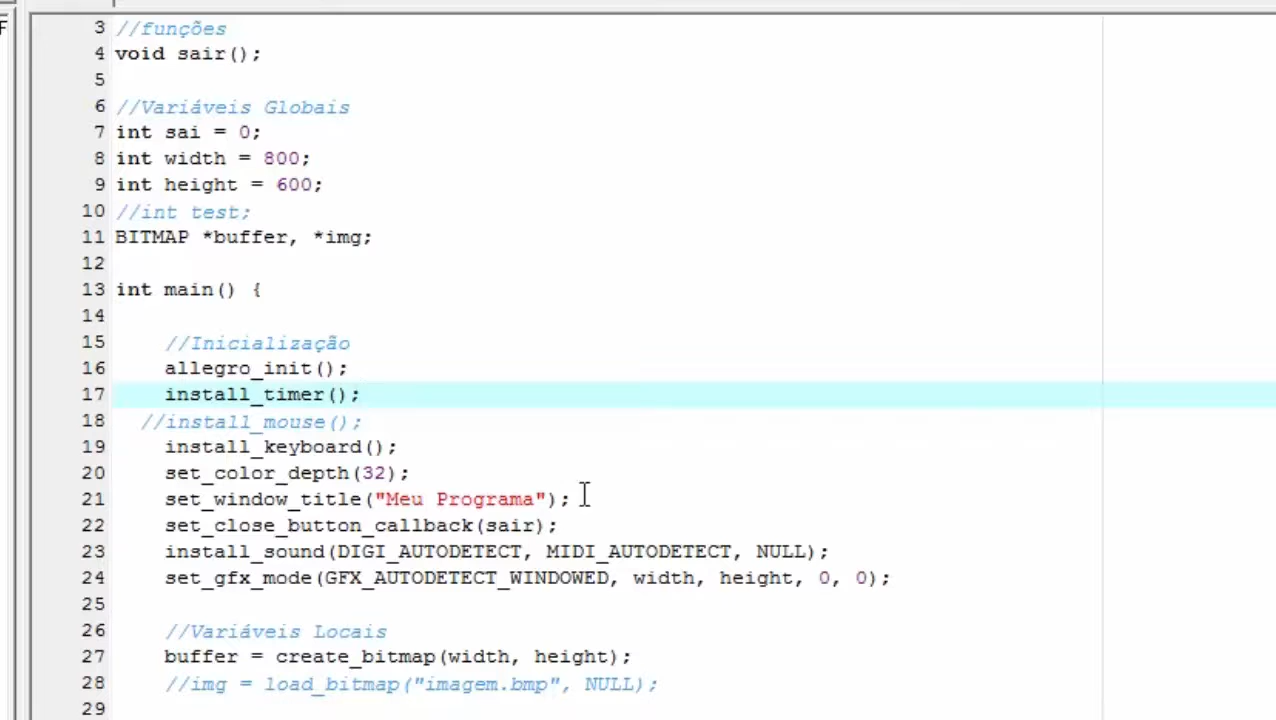 F
3 //funções
4 void sair();
5
6 //Variáveis Globais
7 int sai = 0;
8 int width = 800;
9 int height = 600;
10 //int test;
11 BITMAP *buffer, *img;
12
13 int main() {
14
15 //Inicialização
16 allegro_init();
17 install_timer();
18 //install_mouse();
19 install_keyboard();
20 set_color_depth(32);
21 set_window_title("Meu Programa");
22 set_close_button_callback(sair);
23 install_sound(DIGI_AUTODETECT, MIDI_AUTODETECT, NULL);
24 set_gfx_mode(GFX_AUTODETECT_WINDOWED, width, height, 0, 0);
25
26 //Variáveis Locais
27 buffer = create_bitmap(width, height);
28 //img = load_bitmap("imagem.bmp", NULL);
29